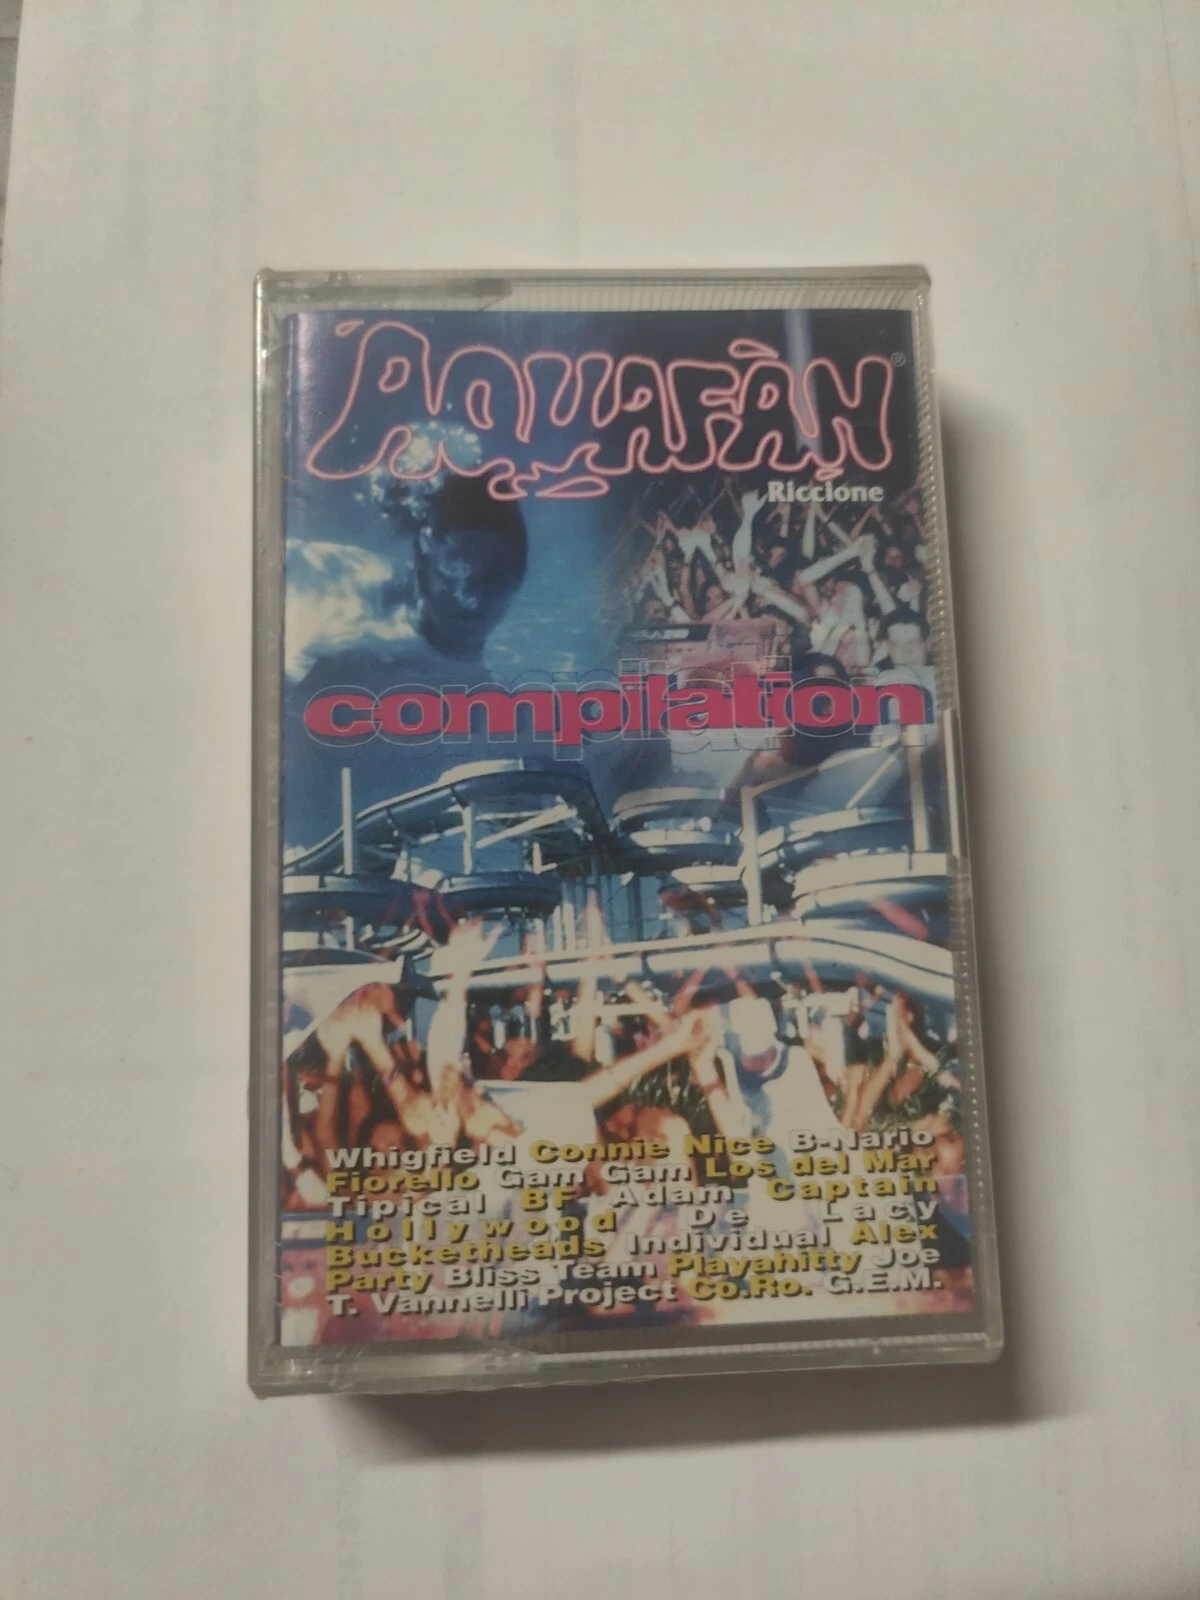 AQUAFAN ®
Riccione
compilation
Whigfield Connie Nice B-Nario
Fiorello Gam Gam Los del Mar
Tipical BF Adam Captain
Hollywood De Lacy
Bucketheads Individual Alex
Party Bliss Team Playahitty Joe
T. Vannelli Project Co.Ro. G.E.M.